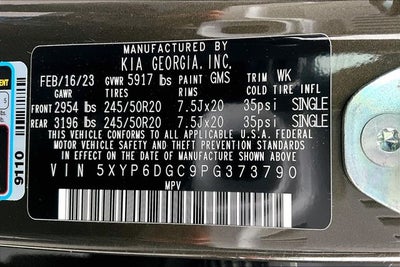 MANUFACTURED BY
KIA GEORGIA, INC.
FEB/16/23 GVWR 5917 lbs PAINT GMS TRIM WK
GAWR TIRES RIMS COLD TIRE INFL
FRONT 2954 lbs 245/50R20 7.5Jx20 35psi SINGLE
REAR 3196 lbs 245/50R20 7.5Jx20 35psi SINGLE
THIS VEHICLE CONFORMS TO ALL APPLICABLE U.S.A. FEDERAL
MOTOR VEHICLE SAFETY, BUMPER, AND THEFT PREVENTION
STANDARDS IN EFFECT ON THE DATE OF MANUFACTURE SHOWN ABOVE
VIN 5XYP6DGC9PG373790
MPV
9110